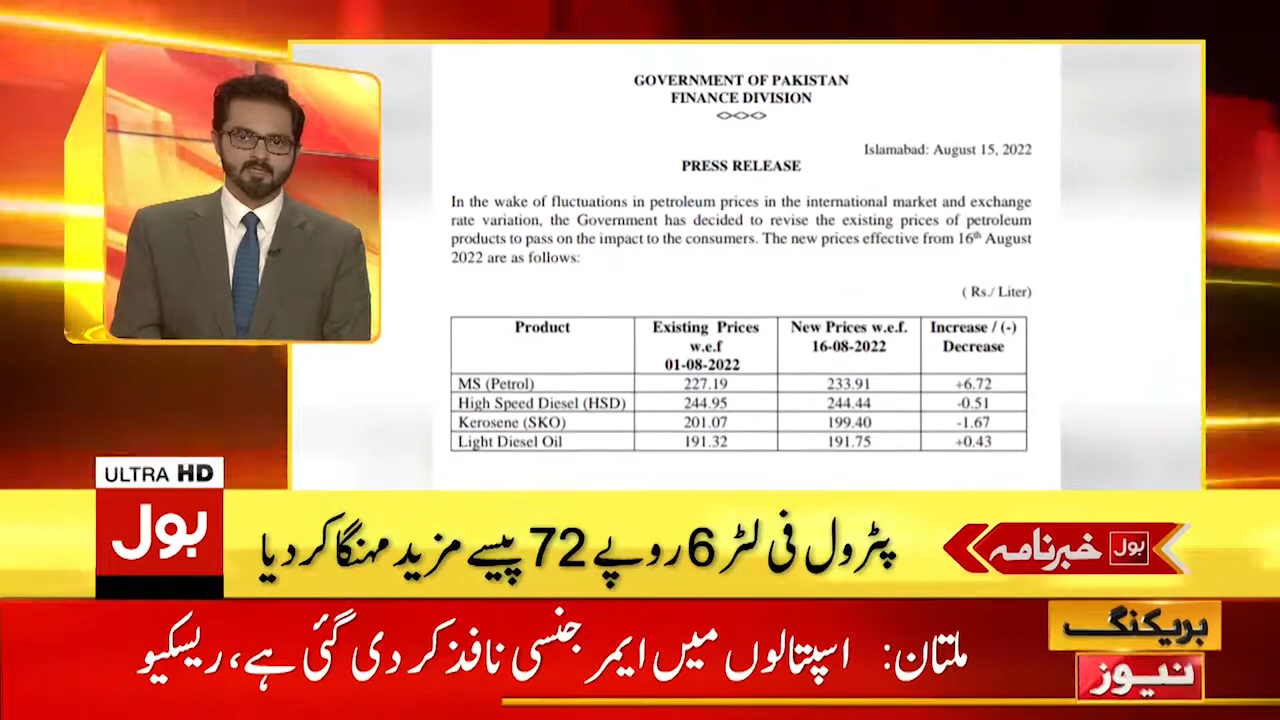 GOVERNMENT OF PAKISTAN
FINANCE DIVISION
Islamabad: August 15, 2022
PRESS RELEASE
In the wake of fluctuations in petroleum prices in the international market and exchange
rate variation, the Government has decided to revise the existing prices of petroleum
products to pass on the impact to the consumers. The new prices effective from 16th August
2022 are as follows:
( Rs./ Liter)
Product Existing Prices w.e.f 01-08-2022 New Prices w.e.f. 16-08-2022 Increase / (-) Decrease
MS (Petrol) 227.19 233.91 +6.72
High Speed Diesel (HSD) 244.95 244.44 -0.51
Kerosene (SKO) 201.07 199.40 -1.67
Light Diesel Oil 191.32 191.75 +0.43
ULTRA HD
بول
بول خبرنامہ
پٹرول فی لٹر 6 روپے 72 پیسے مزید مہنگا کردیا
بریکنگ
نیوز
ملتان: اسپتالوں میں ایمرجنسی نافذ کر دی گئی ہے، ریسکیو